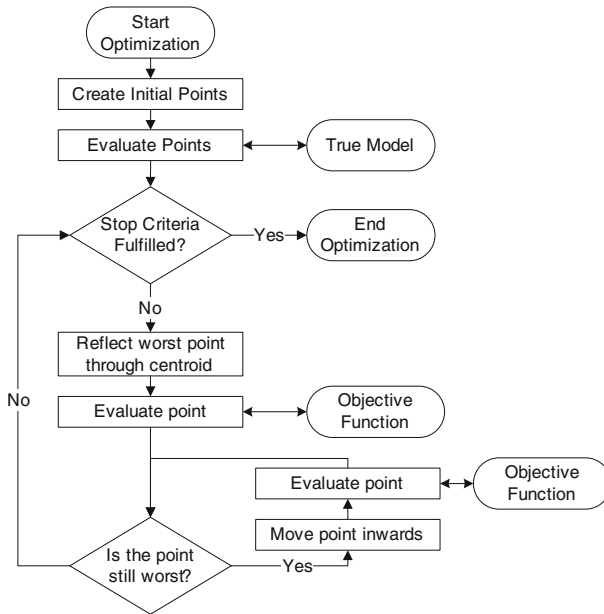 Start
Optimization
Create Initial Points
Evaluate Points
True Model
Stop Criteria
Fulfilled?
Yes
End
Optimization
No
Reflect worst point
through centroid
No
Evaluate point
Objective
Function
Evaluate point
Objective
Function
Move point inwards
Is the point
still worst?
Yes